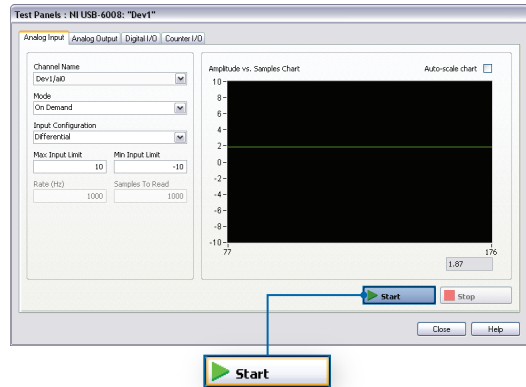 Test Panels : NI USB-6008: "Dev1"
Analog Input
Analog Output
Digital I/O
Counter I/O
Channel Name
Dev1/ai0
Mode
On Demand
Input Configuration
Differential
Max Input Limit
Min Input Limit
10
-10
Rate (Hz)
Samples To Read
1000
1000
Amplitude vs. Samples Chart
Auto-scale chart
10
8
6
4
2
0
-2
-4
-6
-8
-10
77
176
1.87
Start
Stop
Close
Help
Start